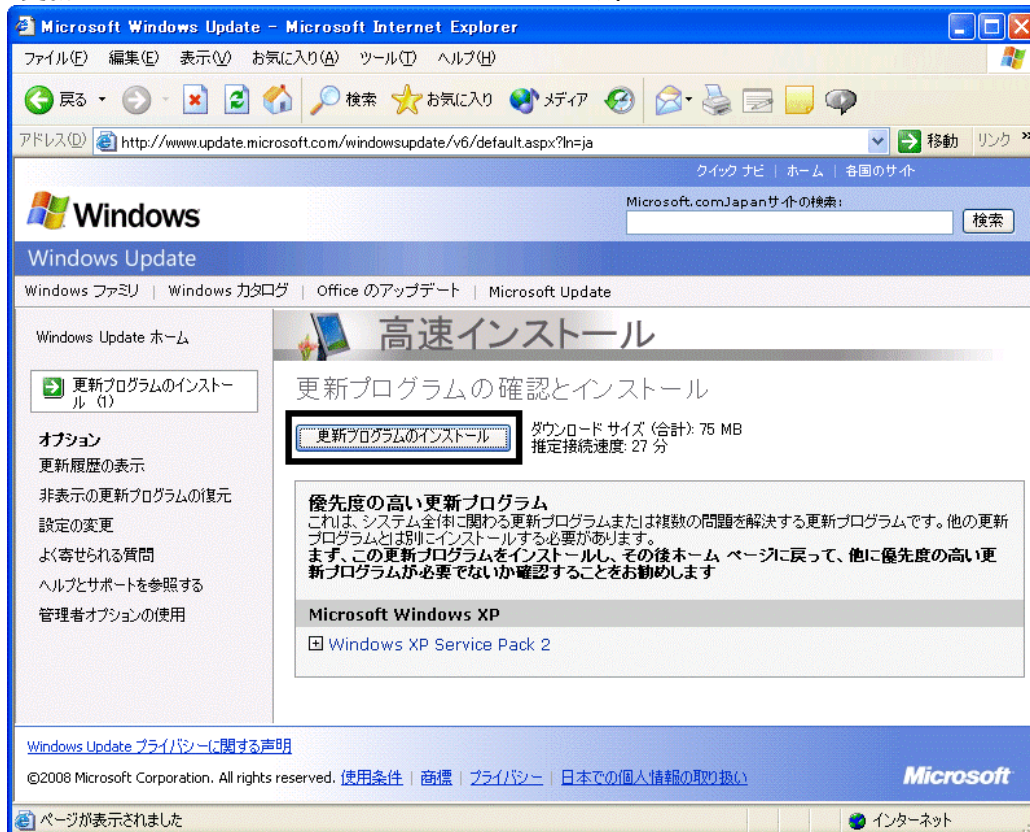 Microsoft Windows Update - Microsoft Internet Explorer
ファイル(F) 編集(E) 表示(V) お気に入り(A) ツール(T) ヘルプ(H)
戻る 検索 お気に入り メディア
アドレス(D) http://www.update.microsoft.com/windowsupdate/v6/default.aspx?ln=ja 移動 リンク »
クイック ナビ | ホーム | 各国のサイト
Windows
Microsoft.comJapanサイトの検索:
検索
Windows Update
Windows ファミリ | Windows カタログ | Office のアップデート | Microsoft Update
Windows Update ホーム
更新プログラムのインストー
ル (1)
オプション
更新履歴の表示
非表示の更新プログラムの復元
設定の変更
よく寄せられる質問
ヘルプとサポートを参照する
管理者オプションの使用
高速インストール
更新プログラムの確認とインストール
更新プログラムのインストール
ダウンロード サイズ (合計): 75 MB
推定接続速度: 27 分
優先度の高い更新プログラム
これは、システム全体に関わる更新プログラムまたは複数の問題を解決する更新プログラムです。他の更新
プログラムとは別にインストールする必要があります。
まず、この更新プログラムをインストールし、その後ホーム ページに戻って、他に優先度の高い更
新プログラムが必要でないか確認することをお勧めします
Microsoft Windows XP
Windows XP Service Pack 2
Windows Update プライバシーに関する声明
©2008 Microsoft Corporation. All rights reserved. 使用条件 | 商標 | プライバシー | 日本での個人情報の取り扱い
Microsoft
ページが表示されました
インターネット